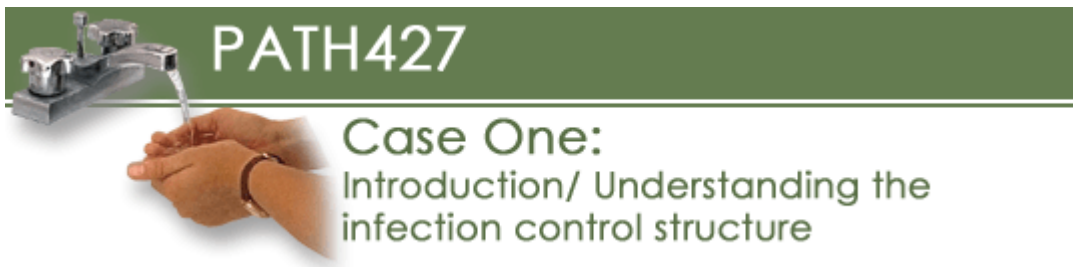 PATH427
Case One:
Introduction/ Understanding the
infection control structure